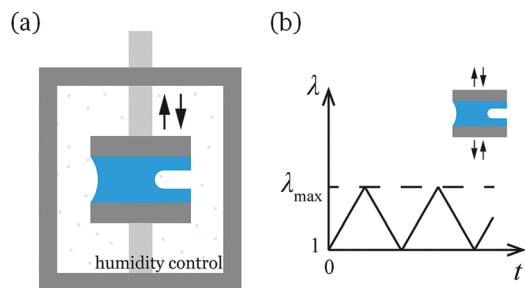 (a)
humidity control
(b)
λ
λmax
1
0
t